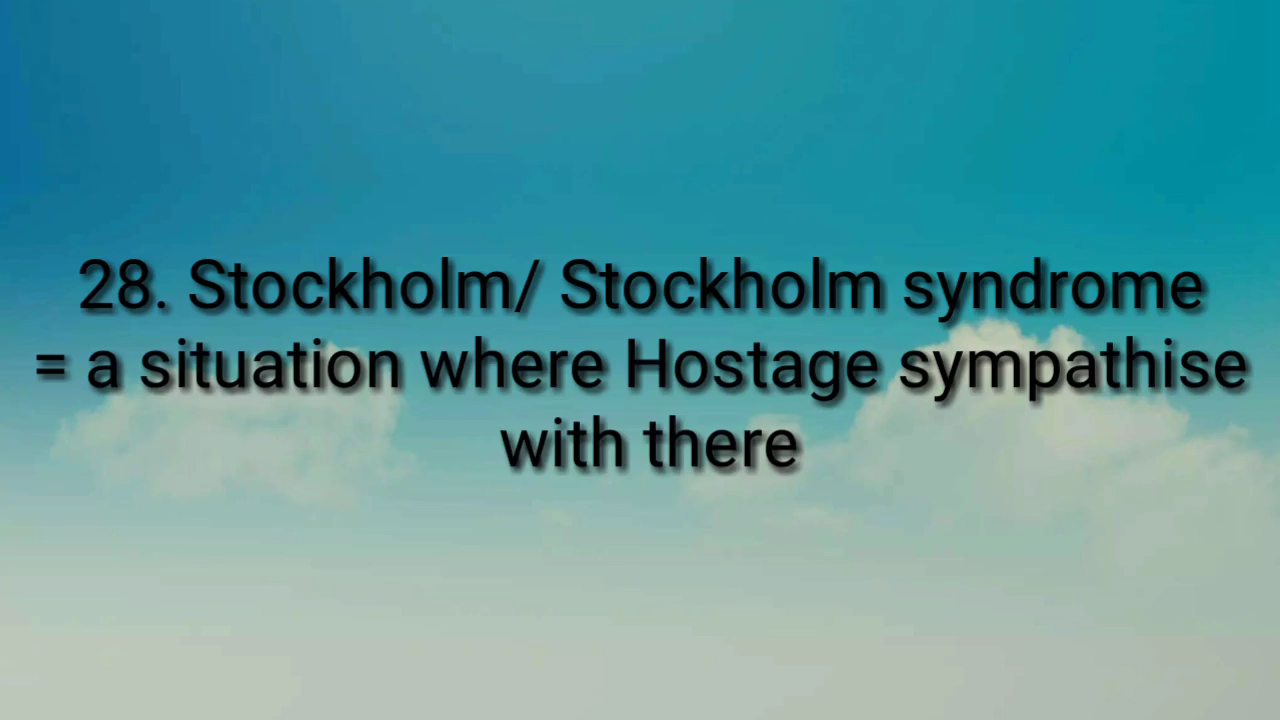 28. Stockholm/ Stockholm syndrome
= a situation where Hostage sympathise
with there